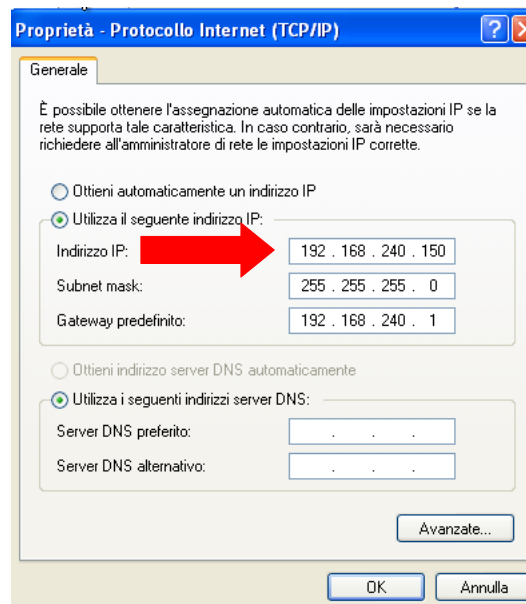 Proprietà - Protocollo Internet (TCP/IP)
Generale
È possibile ottenere l'assegnazione automatica delle impostazioni IP se la
rete supporta tale caratteristica. In caso contrario, sarà necessario
richiedere all'amministratore di rete le impostazioni IP corrette.
Ottieni automaticamente un indirizzo IP
Utilizza il seguente indirizzo IP:
Indirizzo IP: 192 . 168 . 240 . 150
Subnet mask: 255 . 255 . 255 . 0
Gateway predefinito: 192 . 168 . 240 . 1
Ottieni indirizzo server DNS automaticamente
Utilizza i seguenti indirizzi server DNS:
Server DNS preferito: . . .
Server DNS alternativo: . . .
Avanzate...
OK Annulla